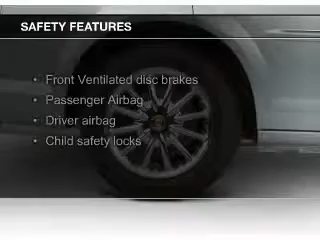 SAFETY FEATURES
• Front Ventilated disc brakes
• Passenger Airbag
• Driver airbag
• Child safety locks